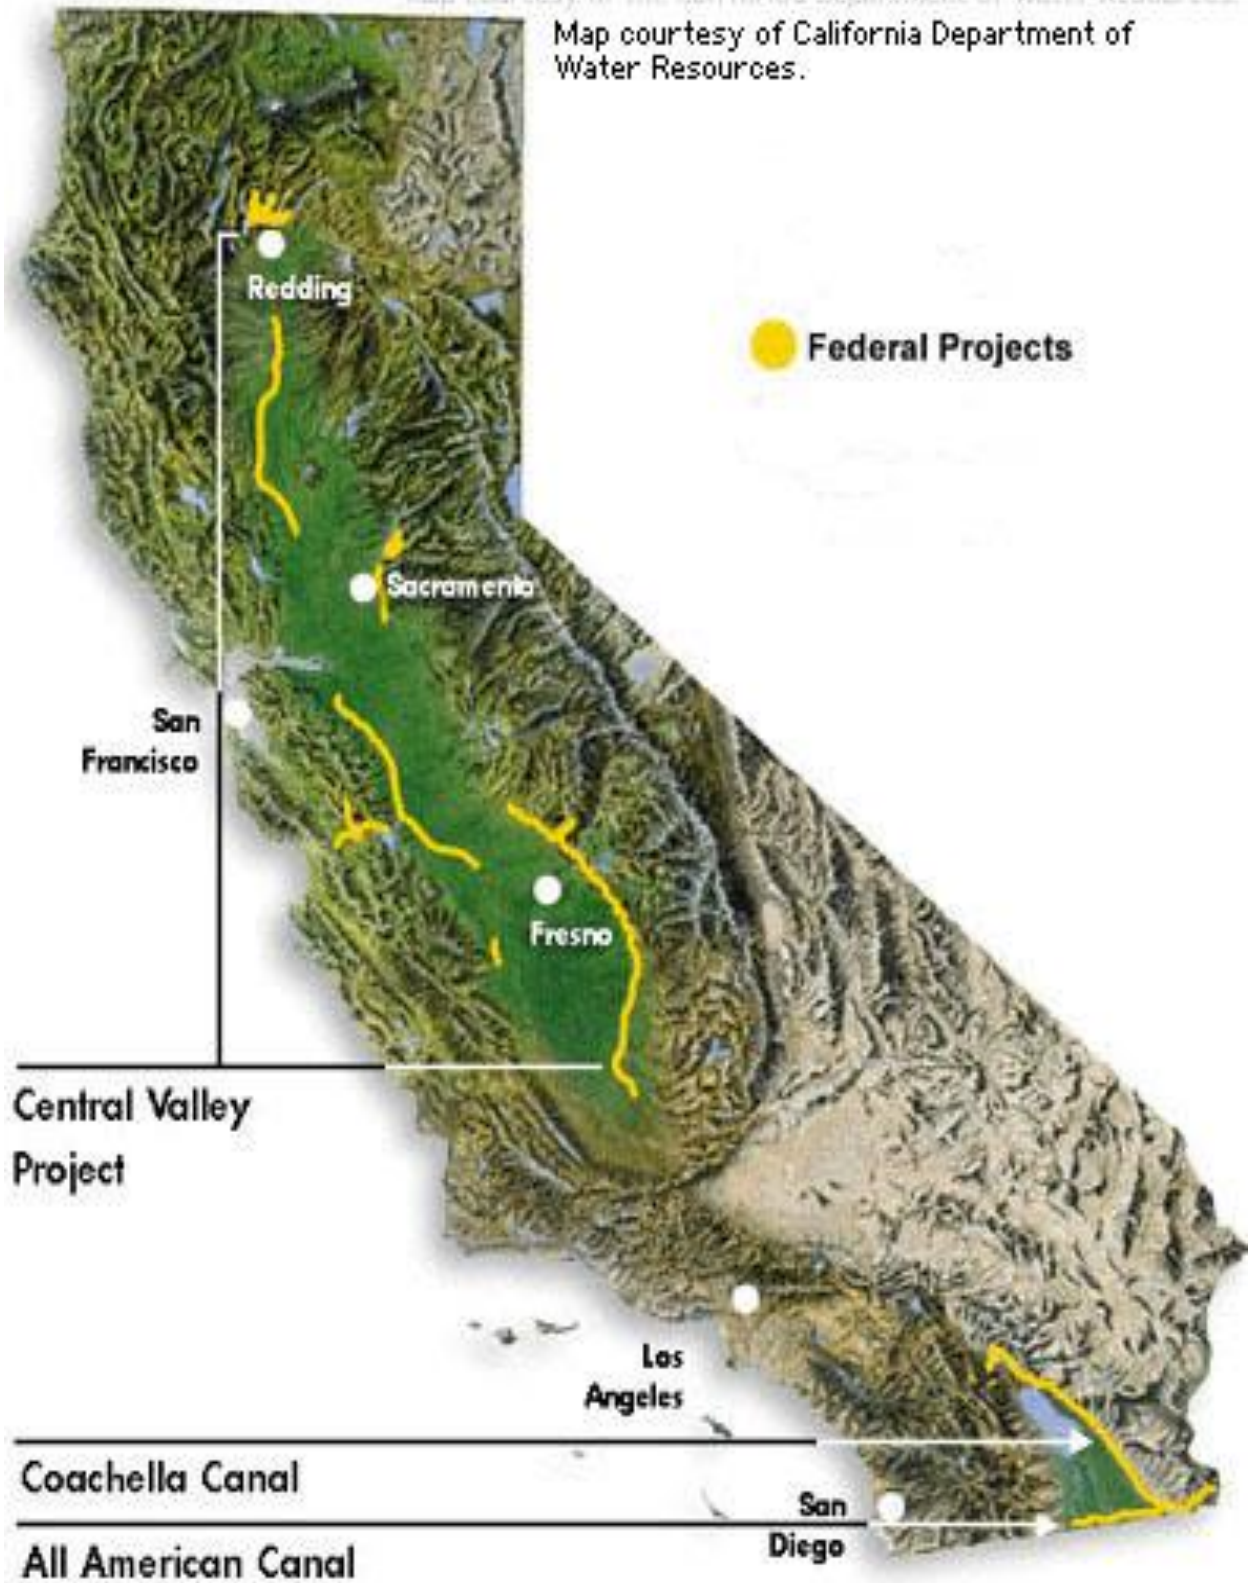 Map courtesy of California Department of
Water Resources.
Redding
Federal Projects
Sacramento
San
Francisco
Fresno
Central Valley
Project
Los
Angeles
Coachella Canal
San
Diego
All American Canal